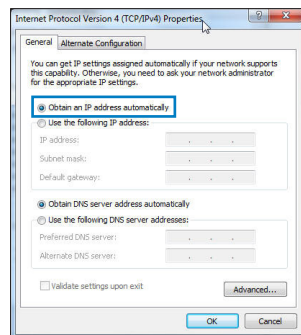 Internet Protocol Version 4 (TCP/IPv4) Properties
General
Alternate Configuration
You can get IP settings assigned automatically if your network supports
this capability. Otherwise, you need to ask your network administrator
for the appropriate IP settings.
Obtain an IP address automatically
Use the following IP address:
IP address:
Subnet mask:
Default gateway:
Obtain DNS server address automatically
Use the following DNS server addresses:
Preferred DNS server:
Alternate DNS server:
Validate settings upon exit
Advanced...
OK
Cancel